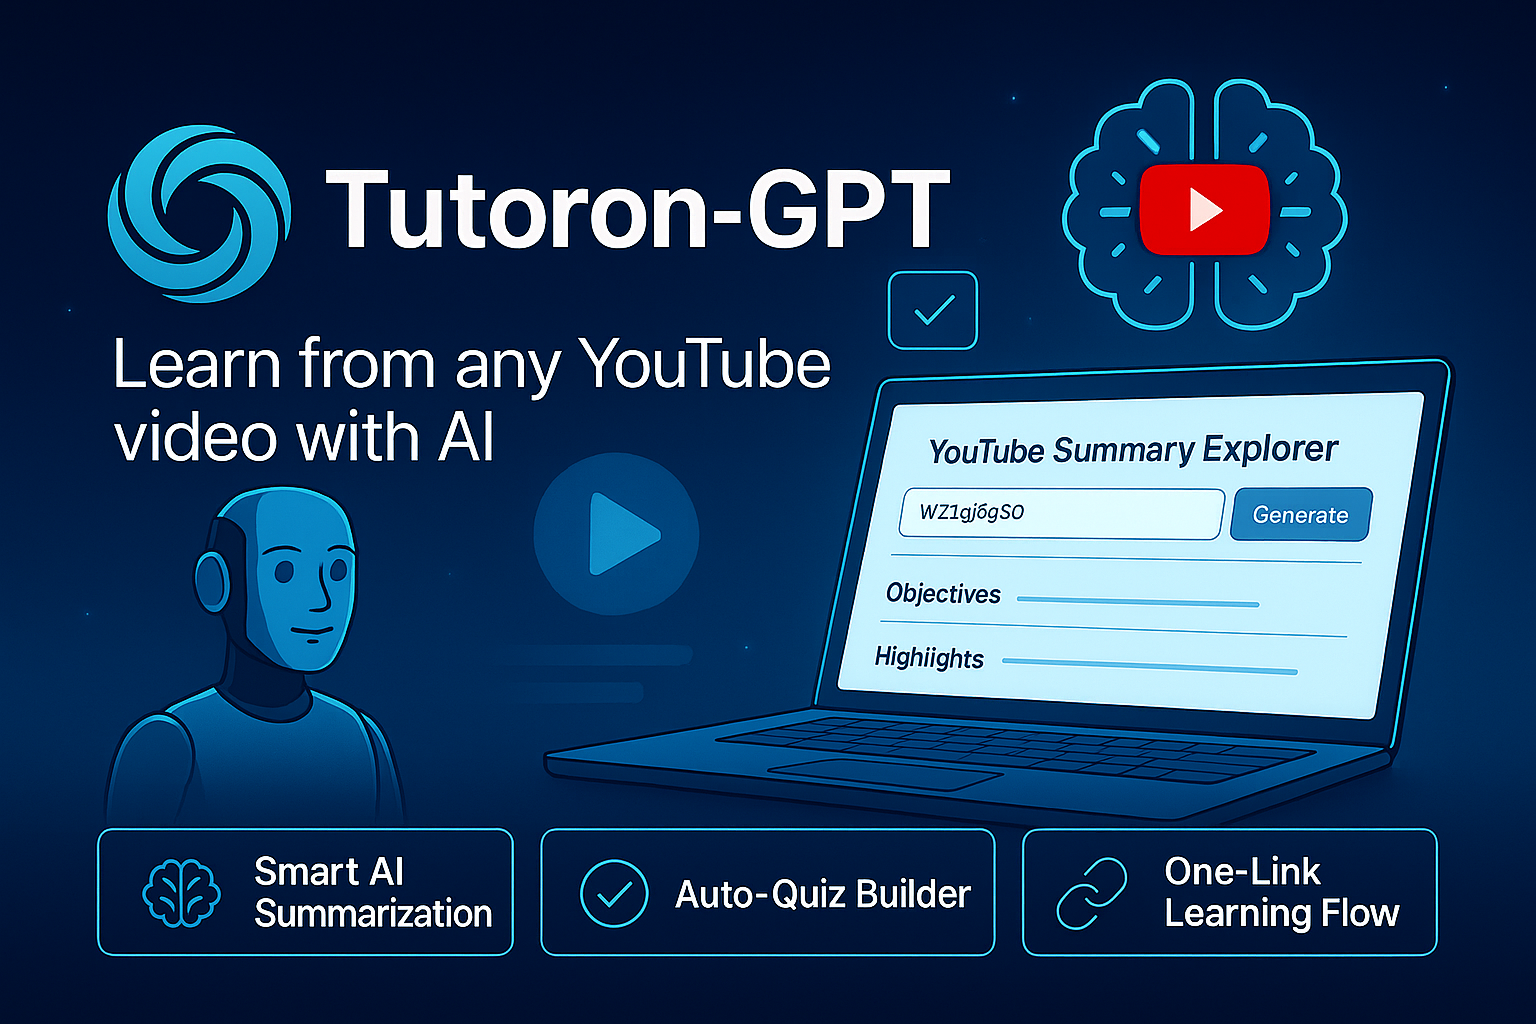 Tutoron-GPT
Learn from any YouTube
video with AI
YouTube Summary Explorer
WZ1gj6gSO
Generate
Objectives
Highiights
Smart AI
Summarization
Auto-Quiz Builder
One-Link
Learning Flow